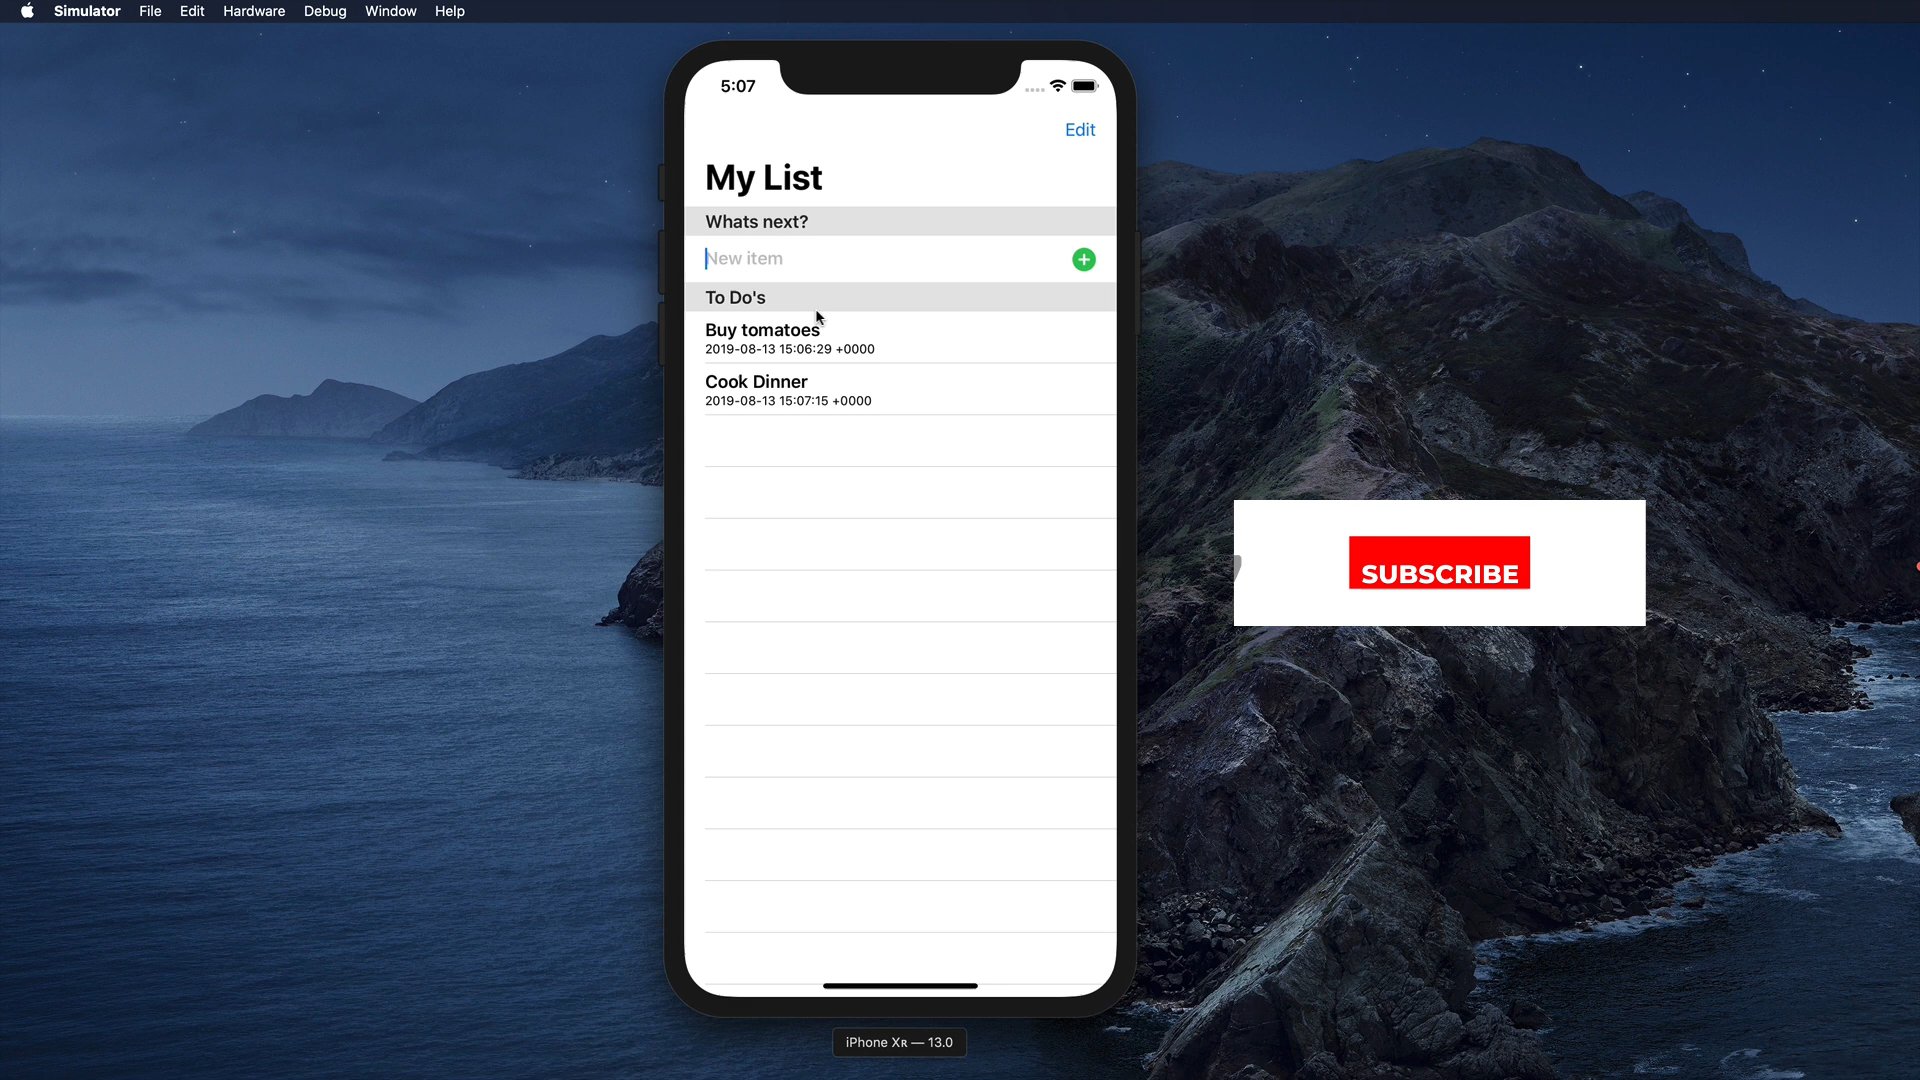 Simulator File Edit Hardware Debug Window Help
5:07
Edit
My List
Whats next?
New item
To Do's
Buy tomatoes
2019-08-13 15:06:29 +0000
Cook Dinner
2019-08-13 15:07:15 +0000
SUBSCRIBE
iPhone Xʀ — 13.0